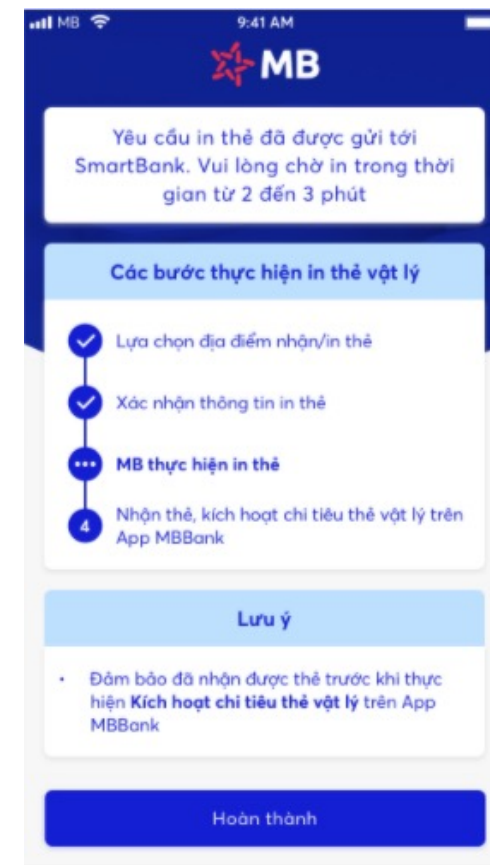 MB
9:41 AM
MB
Yêu cầu in thẻ đã được gửi tới
SmartBank. Vui lòng chờ in trong thời
gian từ 2 đến 3 phút
Các bước thực hiện in thẻ vật lý
Lựa chọn địa điểm nhận/in thẻ
Xác nhận thông tin in thẻ
MB thực hiện in thẻ
4
Nhận thẻ, kích hoạt chi tiêu thẻ vật lý trên
App MBBank
Lưu ý
• Đảm bảo đã nhận được thẻ trước khi thực
hiện Kích hoạt chi tiêu thẻ vật lý trên App
MBBank
Hoàn thành